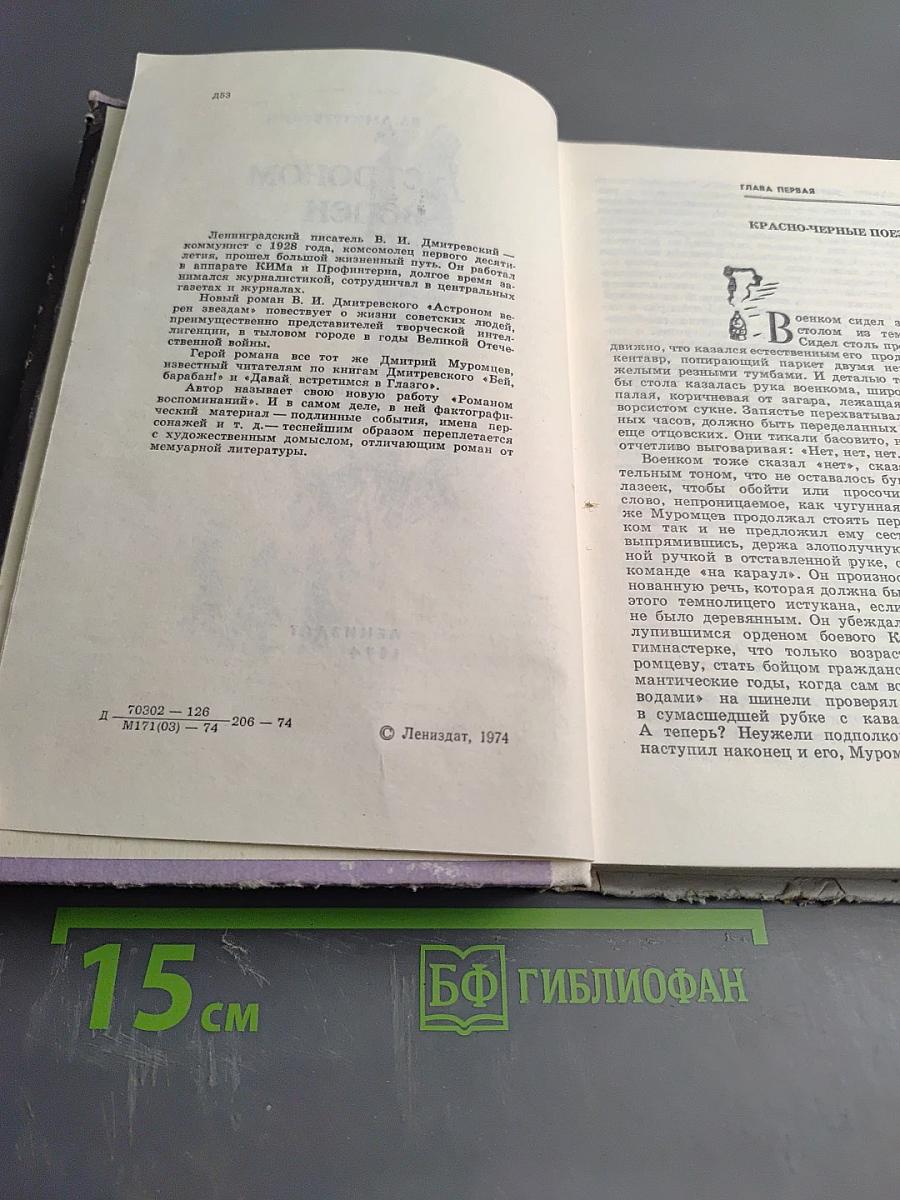 Д53
Ленинградский писатель В. И. Дмитревский —
коммунист с 1928 года, комсомолец первого десяти-
летия, прошел большой жизненный путь. Он работал
в аппарате КИМа и Профинтерна, долгое время за-
нимался журналистикой, сотрудничал в центральных
газетах и журналах.
Новый роман В. И. Дмитревского «Астроном ве-
рен звездам» повествует о жизни советских людей,
преимущественно представителей творческой интел-
лигенции, в тыловом городе в годы Великой Отече-
ственной войны.
Герой романа все тот же Дмитрий Муромцев,
известный читателям по книгам Дмитревского «Бей,
барабан!» и «Давай встретимся в Глазго».
Автор называет свою новую работу «Романом
воспоминаний». И в самом деле, в ней фактографи-
ческий материал — подлинные события, имена пер-
сонажей и т. д. — теснейшим образом переплетается
с художественным домыслом, отличающим роман от
мемуарной литературы.
Д 70302 — 126
М171(03) — 74 206 — 74
© Лениздат, 1974
ГЛАВА ПЕРВАЯ
КРАСНО-ЧЕРНЫЕ ПОЕЗ
Военком сидел з
столом из тем
Сидел столь пр
движно, что казался естественным его прод
кентавр, попирающий паркет двумя пе
желыми резными тумбами. И деталью т
бы стола казалась рука военкома, широ
палая, коричневая от загара, лежащая
ворсистом сукне. Запястье перехватывал
ных часов, должно быть переданных
еще отцовских. Они тикали басовито, н
отчетливо выговаривая: «Нет, нет, нет.
Военком тоже сказал «нет», сказ
тельным тоном, что не оставалось бу
лазеек, чтобы обойти или просочи
слово, непроницаемое, как чугунная
же Муромцев продолжал стоять пер
ком так и не предложил ему сест
выпрямившись, держа злополучную
ной ручкой в отставленной руке, с
команде «на караул». Он произнос
нованную речь, которая должна бы
этого темнолицего истукана, если
не было деревянным. Он убеждал
лупившимся орденом боевого К
гимнастерке, что только возраст
ромцеву, стать бойцом гражданс
мантические годы, когда сам во
водами» на шинели проверял
в сумасшедшей рубке с кава
А теперь? Неужели подполко
наступил наконец и его, Муром
15 см
БФ ГИБЛИОФАН